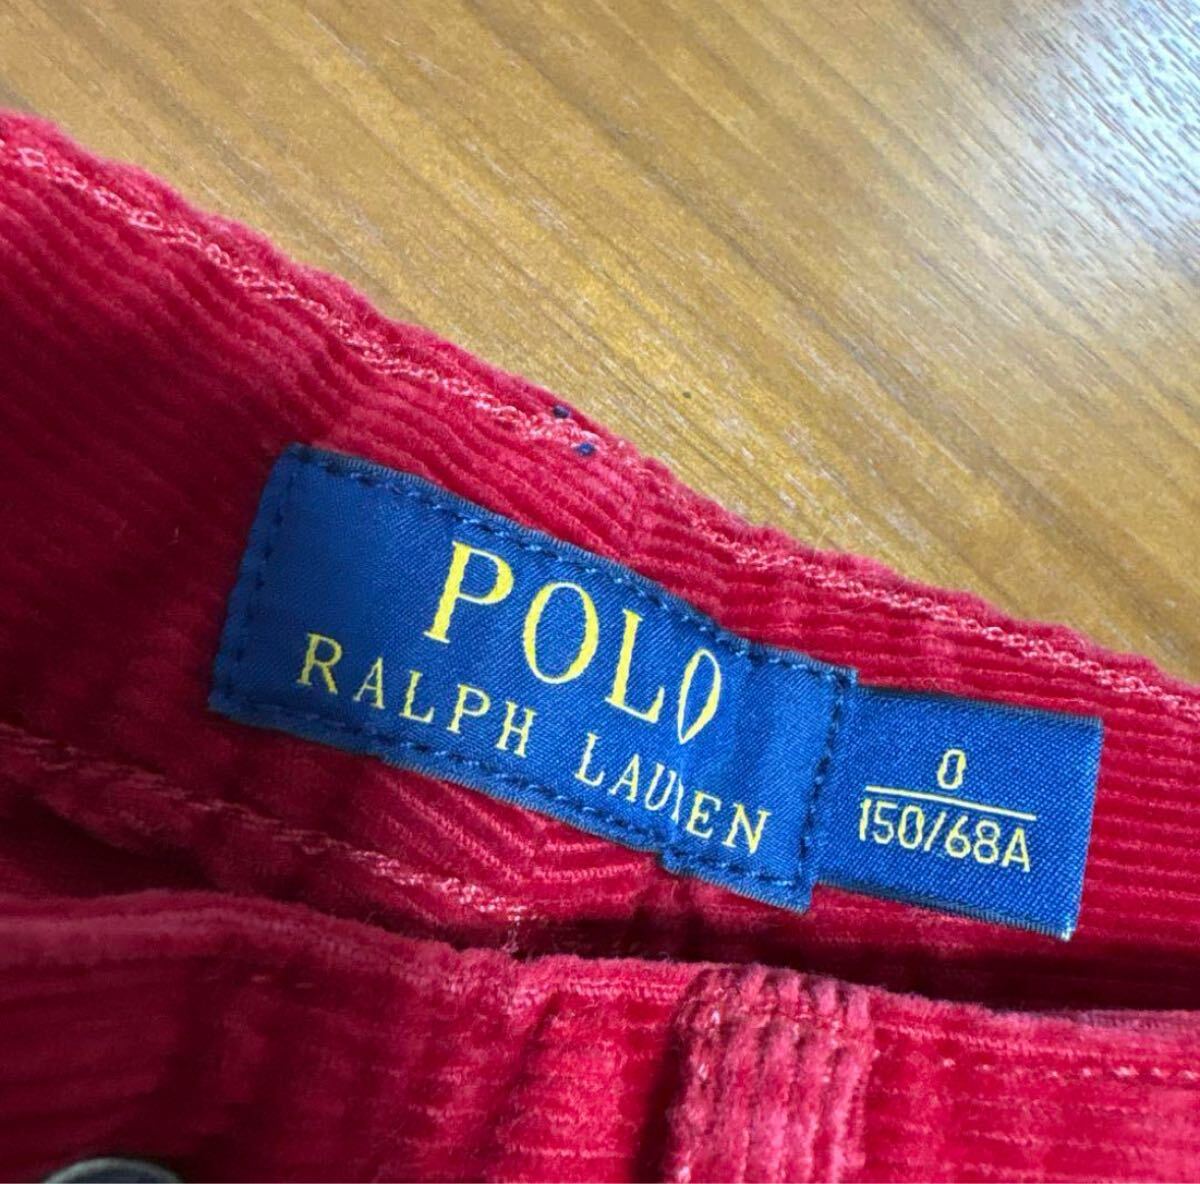 POLO
RALPH LAUREN
0
150/68A